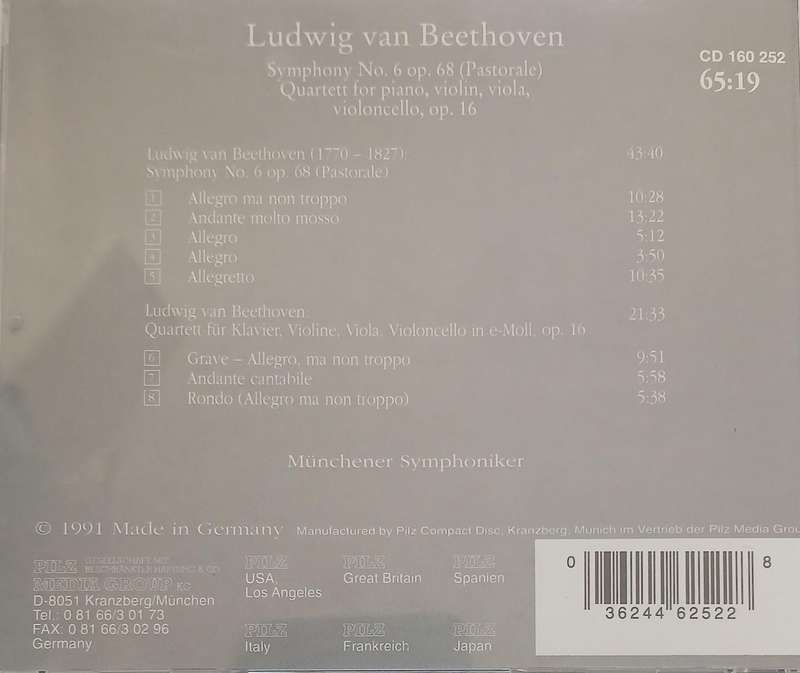 Ludwig van Beethoven
CD 160 252
65:19
Symphony No. 6 op. 68 (Pastorale)
Quartett for piano, violin, viola,
violoncello, op. 16
Ludwig van Beethoven (1770 – 1827): 43:40
Symphony No. 6 op. 68 (Pastorale)
1 Allegro ma non troppo 10:28
2 Andante molto mosso 13:22
3 Allegro 5:12
4 Allegro 3:50
5 Allegretto 10:35
Ludwig van Beethoven: 21:33
Quartett für Klavier, Violine, Viola, Violoncello in e-Moll, op. 16
6 Grave – Allegro, ma non troppo 9:51
7 Andante cantabile 5:58
8 Rondo (Allegro ma non troppo) 5:38
Münchener Symphoniker
© 1991 Made in Germany Manufactured by Pilz Compact Disc, Kranzberg, Munich im Vertrieb der Pilz Media Grou
PILZ GESELLSCHAFT MIT
BESCHRÄNKTER HAFTUNG & CO
MEDIA GROUP KG
D-8051 Kranzberg/München
Tel.: 0 81 66/3 01 73
FAX: 0 81 66/3 02 96
Germany
PILZ
USA,
Los Angeles
PILZ
Great Britain
PILZ
Spanien
PILZ
Italy
PILZ
Frankreich
PILZ
Japan
0 36244 62522 8